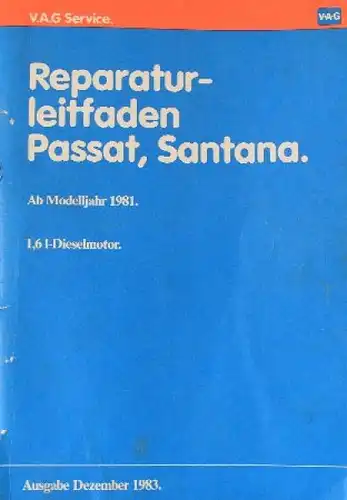 V.A.G Service.
V·A·G
Reparatur-
leitfaden
Passat, Santana.
Ab Modelljahr 1981.
1,6 l-Dieselmotor.
Ausgabe Dezember 1983.